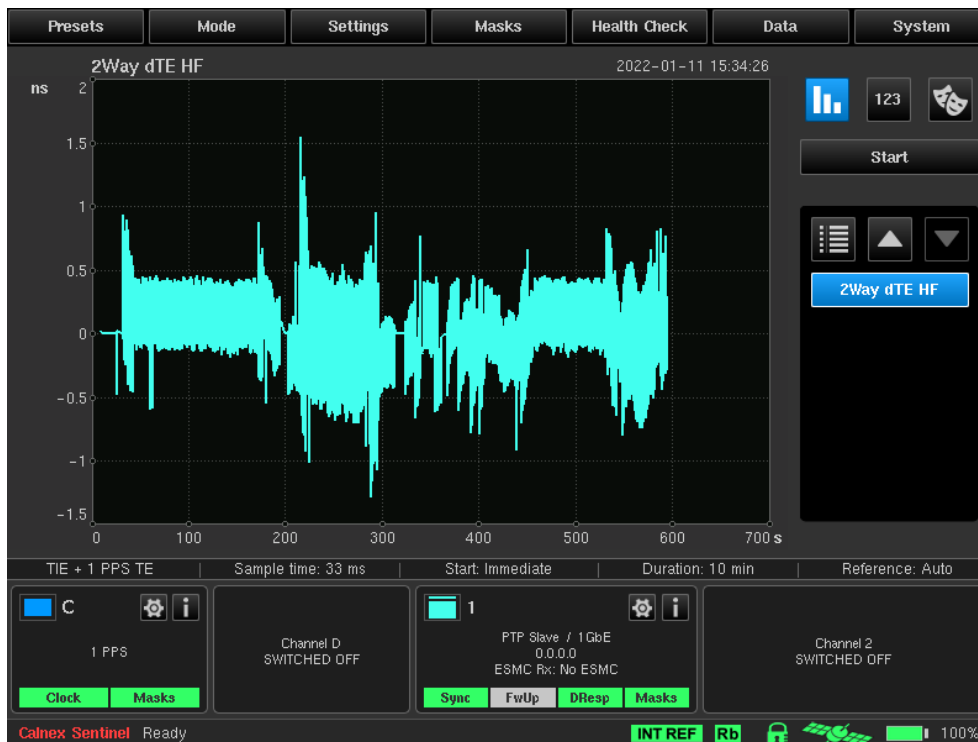 Presets Mode Settings Masks Health Check Data System
2Way dTE HF 2022-01-11 15:34:26
ns 2
1.5
1
0.5
0
-0.5
-1
-1.5
0 100 200 300 400 500 600 700 s
123
Start
2Way dTE HF
TIE + 1 PPS TE | Sample time: 33 ms | Start: Immediate | Duration: 10 min | Reference: Auto
C i
1 PPS
Clock Masks
Channel D
SWITCHED OFF
1 i
PTP Slave / 1GbE
0.0.0.0
ESMC Rx: No ESMC
Sync FwUp DResp Masks
Channel 2
SWITCHED OFF
Calnex Sentinel Ready INT REF Rb 100%